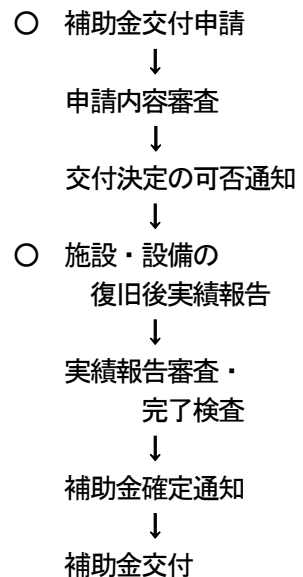 ○ 補助金交付申請
↓
申請内容審査
↓
交付決定の可否通知
↓
○ 施設・設備の
復旧後実績報告
↓
実績報告審査・
完了検査
↓
補助金確定通知
↓
補助金交付